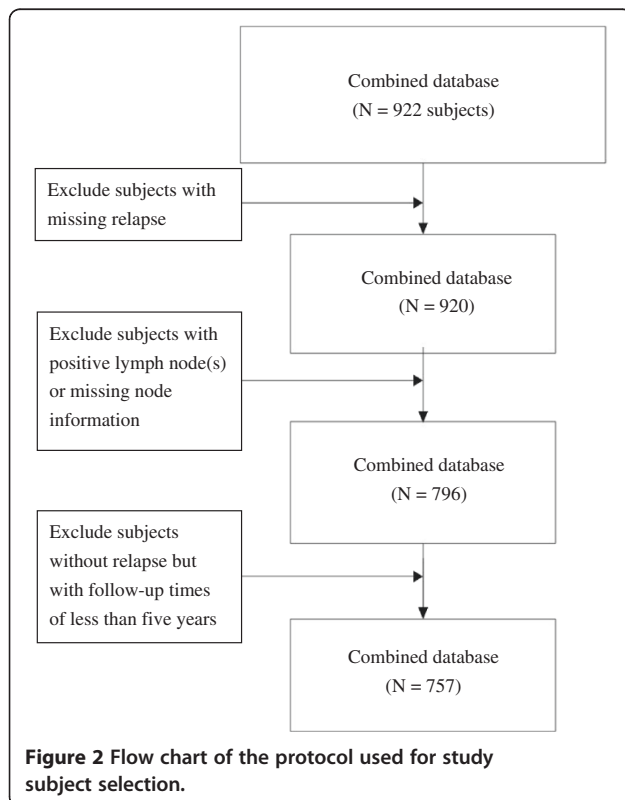 Combined database
(N = 922 subjects)
Exclude subjects with
missing relapse
Combined database
(N = 920)
Exclude subjects with
positive lymph node(s)
or missing node
information
Combined database
(N = 796)
Exclude subjects
without relapse but
with follow-up times
of less than five years
Combined database
(N = 757)
Figure 2 Flow chart of the protocol used for study
subject selection.